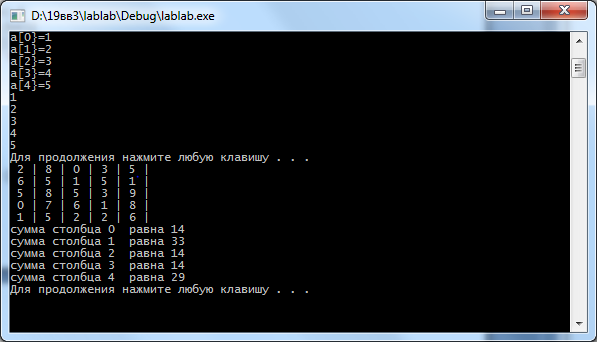 D:\19вв3\lablab\Debug\lablab.exe
a[0]=1
a[1]=2
a[2]=3
a[3]=4
a[4]=5
1
2
3
4
5
Для продолжения нажмите любую клавишу . . .
2 | 8 | 0 | 3 | 5 |
6 | 5 | 1 | 5 | 1 |
5 | 8 | 5 | 3 | 9 |
0 | 7 | 6 | 1 | 8 |
1 | 5 | 2 | 2 | 6 |
сумма столбца 0  равна 14
сумма столбца 1  равна 33
сумма столбца 2  равна 14
сумма столбца 3  равна 14
сумма столбца 4  равна 29
Для продолжения нажмите любую клавишу . . .